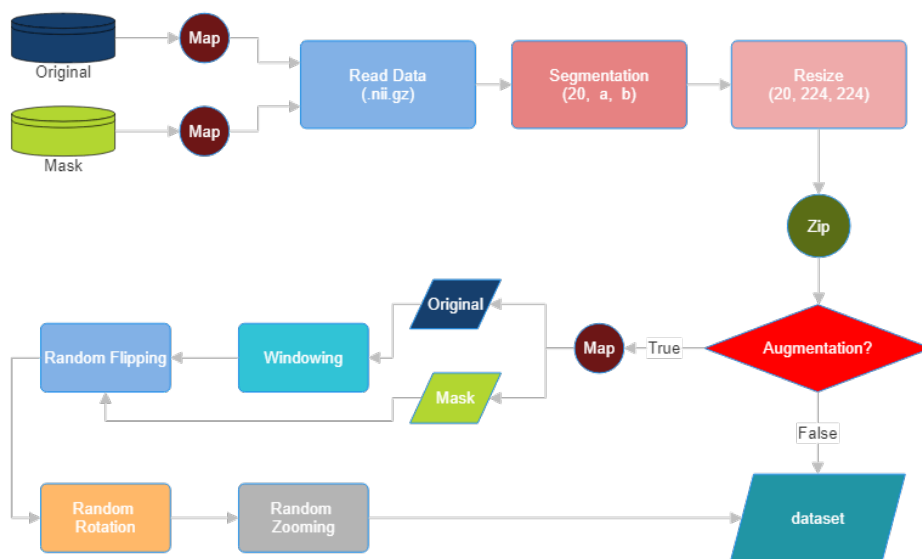 Original
Map
Mask
Map
Read Data
(.nii.gz)
Segmentation
(20, a, b)
Resize
(20, 224, 224)
Zip
Augmentation?
True
False
Map
Original
Mask
Windowing
Random Flipping
Random
Rotation
Random
Zooming
dataset